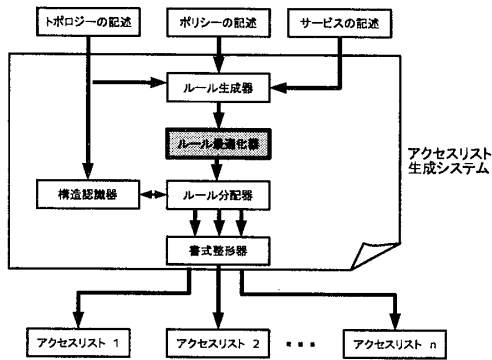 トポロジーの記述
ポリシーの記述
サービスの記述
ルール生成器
ルール最適化器
アクセスリスト
生成システム
構造認識器
ルール分配器
書式整形器
アクセスリスト 1
アクセスリスト 2
・・・
アクセスリスト n